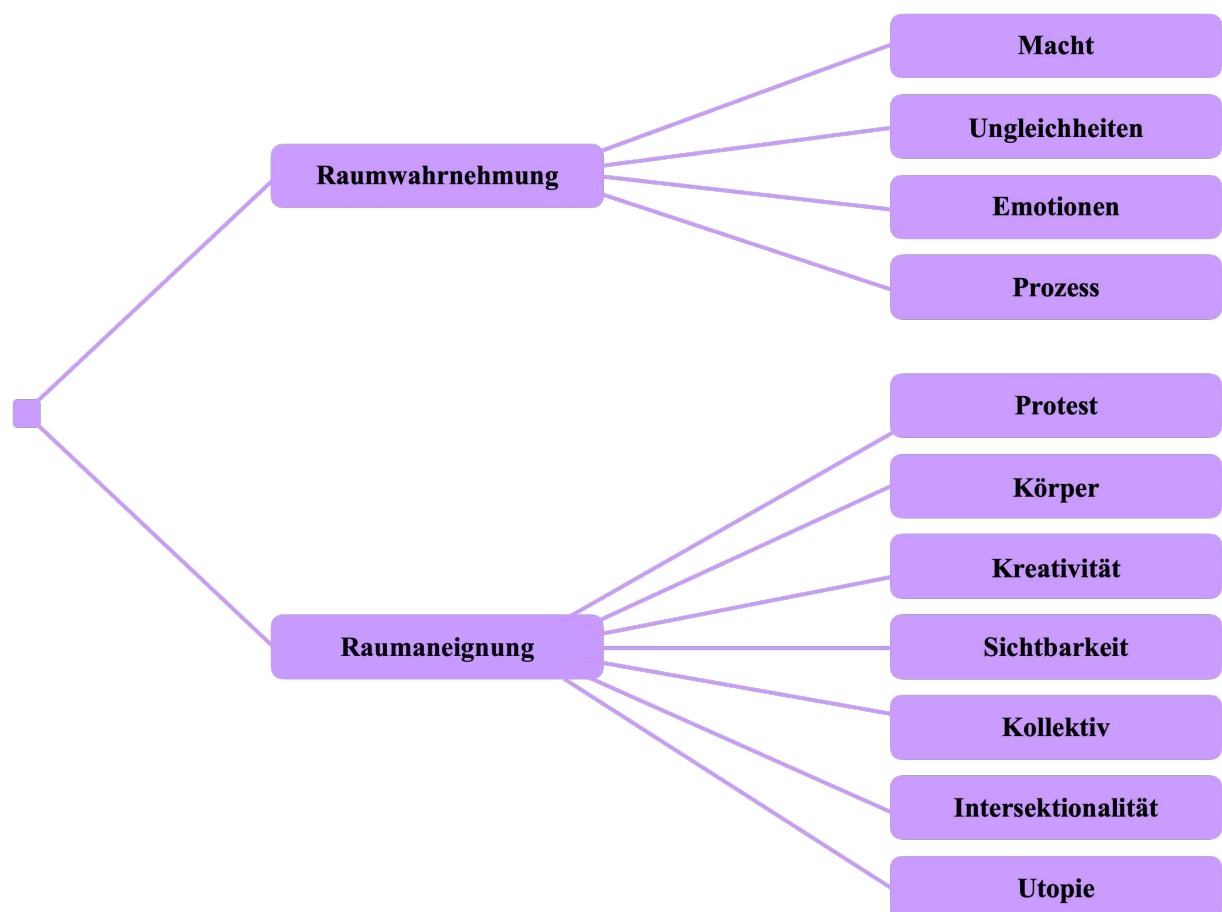 Macht
Ungleichheiten
Raumwahrnehmung
Emotionen
Prozess
Protest
Körper
Kreativität
Raumaneignung
Sichtbarkeit
Kollektiv
Intersektionalität
Utopie